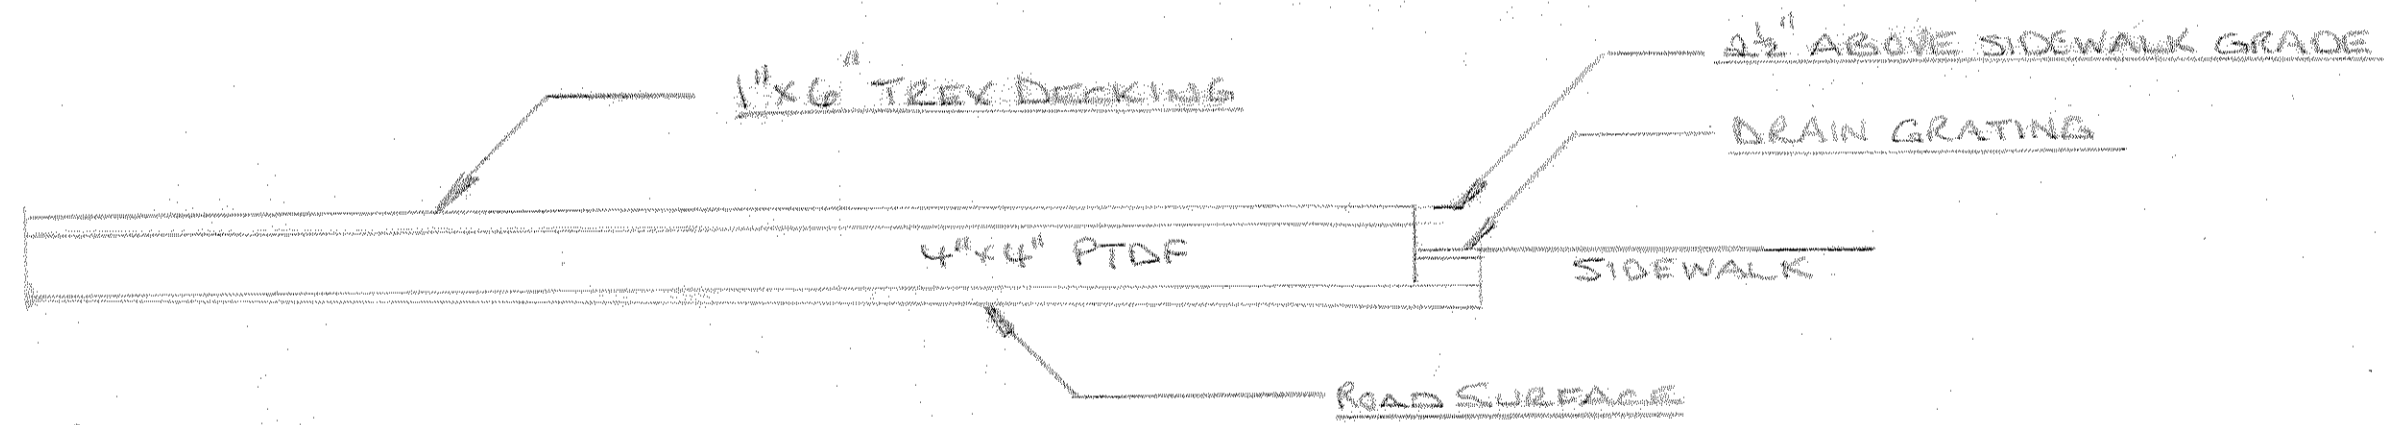 2½" ABOVE SIDEWALK GRADE
1"X6" TREX DECKING
DRAIN GRATING
4"X4" PTDF
SIDEWALK
ROAD SURFACE